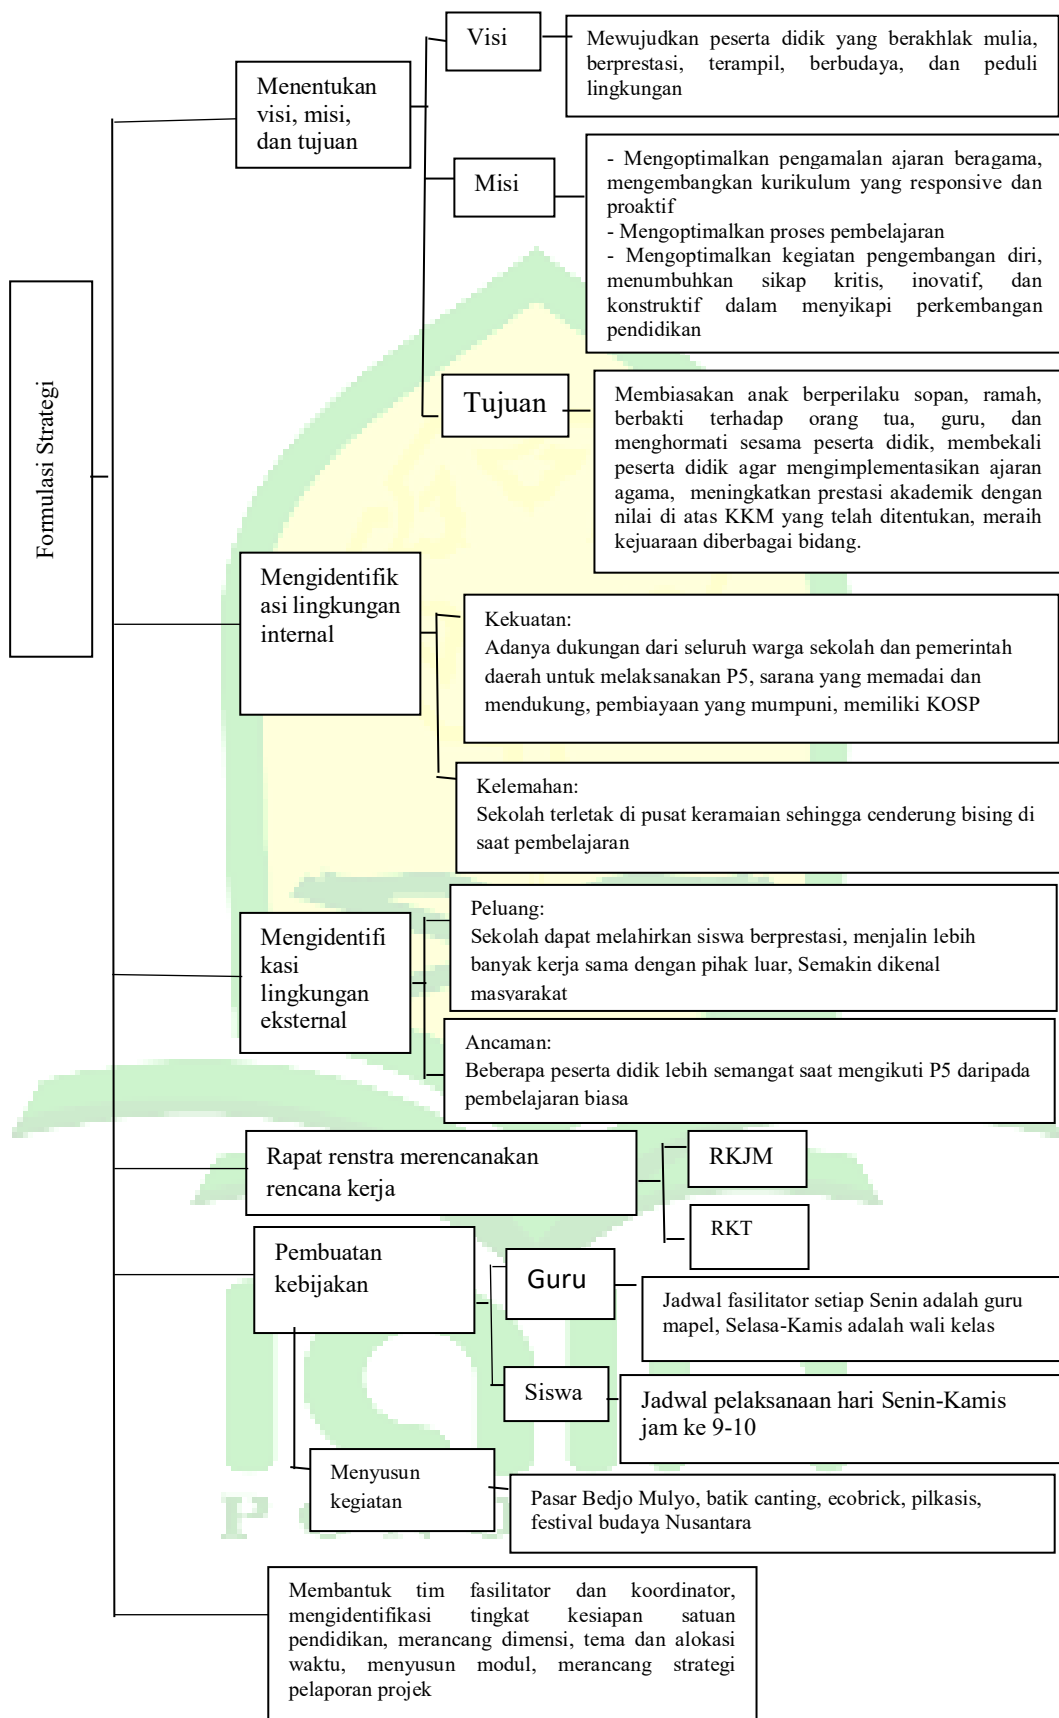 Formulasi Strategi
Menentukan
visi, misi,
dan tujuan
Visi
Mewujudkan peserta didik yang berakhlak mulia,
berprestasi, terampil, berbudaya, dan peduli
lingkungan
Misi
- Mengoptimalkan pengamalan ajaran beragama,
mengembangkan kurikulum yang responsive dan
proaktif
- Mengoptimalkan proses pembelajaran
- Mengoptimalkan kegiatan pengembangan diri,
menumbuhkan sikap kritis, inovatif, dan
konstruktif dalam menyikapi perkembangan
pendidikan
Tujuan
Membiasakan anak berperilaku sopan, ramah,
berbakti terhadap orang tua, guru, dan
menghormati sesama peserta didik, membekali
peserta didik agar mengimplementasikan ajaran
agama, meningkatkan prestasi akademik dengan
nilai di atas KKM yang telah ditentukan, meraih
kejuaraan diberbagai bidang.
Mengidentifik
asi lingkungan
internal
Kekuatan:
Adanya dukungan dari seluruh warga sekolah dan pemerintah
daerah untuk melaksanakan P5, sarana yang memadai dan
mendukung, pembiayaan yang mumpuni, memiliki KOSP
Kelemahan:
Sekolah terletak di pusat keramaian sehingga cenderung bising di
saat pembelajaran
Mengidentifi
kasi
lingkungan
eksternal
Peluang:
Sekolah dapat melahirkan siswa berprestasi, menjalin lebih
banyak kerja sama dengan pihak luar, Semakin dikenal
masyarakat
Ancaman:
Beberapa peserta didik lebih semangat saat mengikuti P5 daripada
pembelajaran biasa
Rapat renstra merencanakan
rencana kerja
RKJM
RKT
Pembuatan
kebijakan
Guru
Jadwal fasilitator setiap Senin adalah guru
mapel, Selasa-Kamis adalah wali kelas
Siswa
Jadwal pelaksanaan hari Senin-Kamis
jam ke 9-10
Menyusun
kegiatan
Pasar Bedjo Mulyo, batik canting, ecobrick, pilkasis,
festival budaya Nusantara
Membantuk tim fasilitator dan koordinator,
mengidentifikasi tingkat kesiapan satuan
pendidikan, merancang dimensi, tema dan alokasi
waktu, menyusun modul, merancang strategi
pelaporan projek